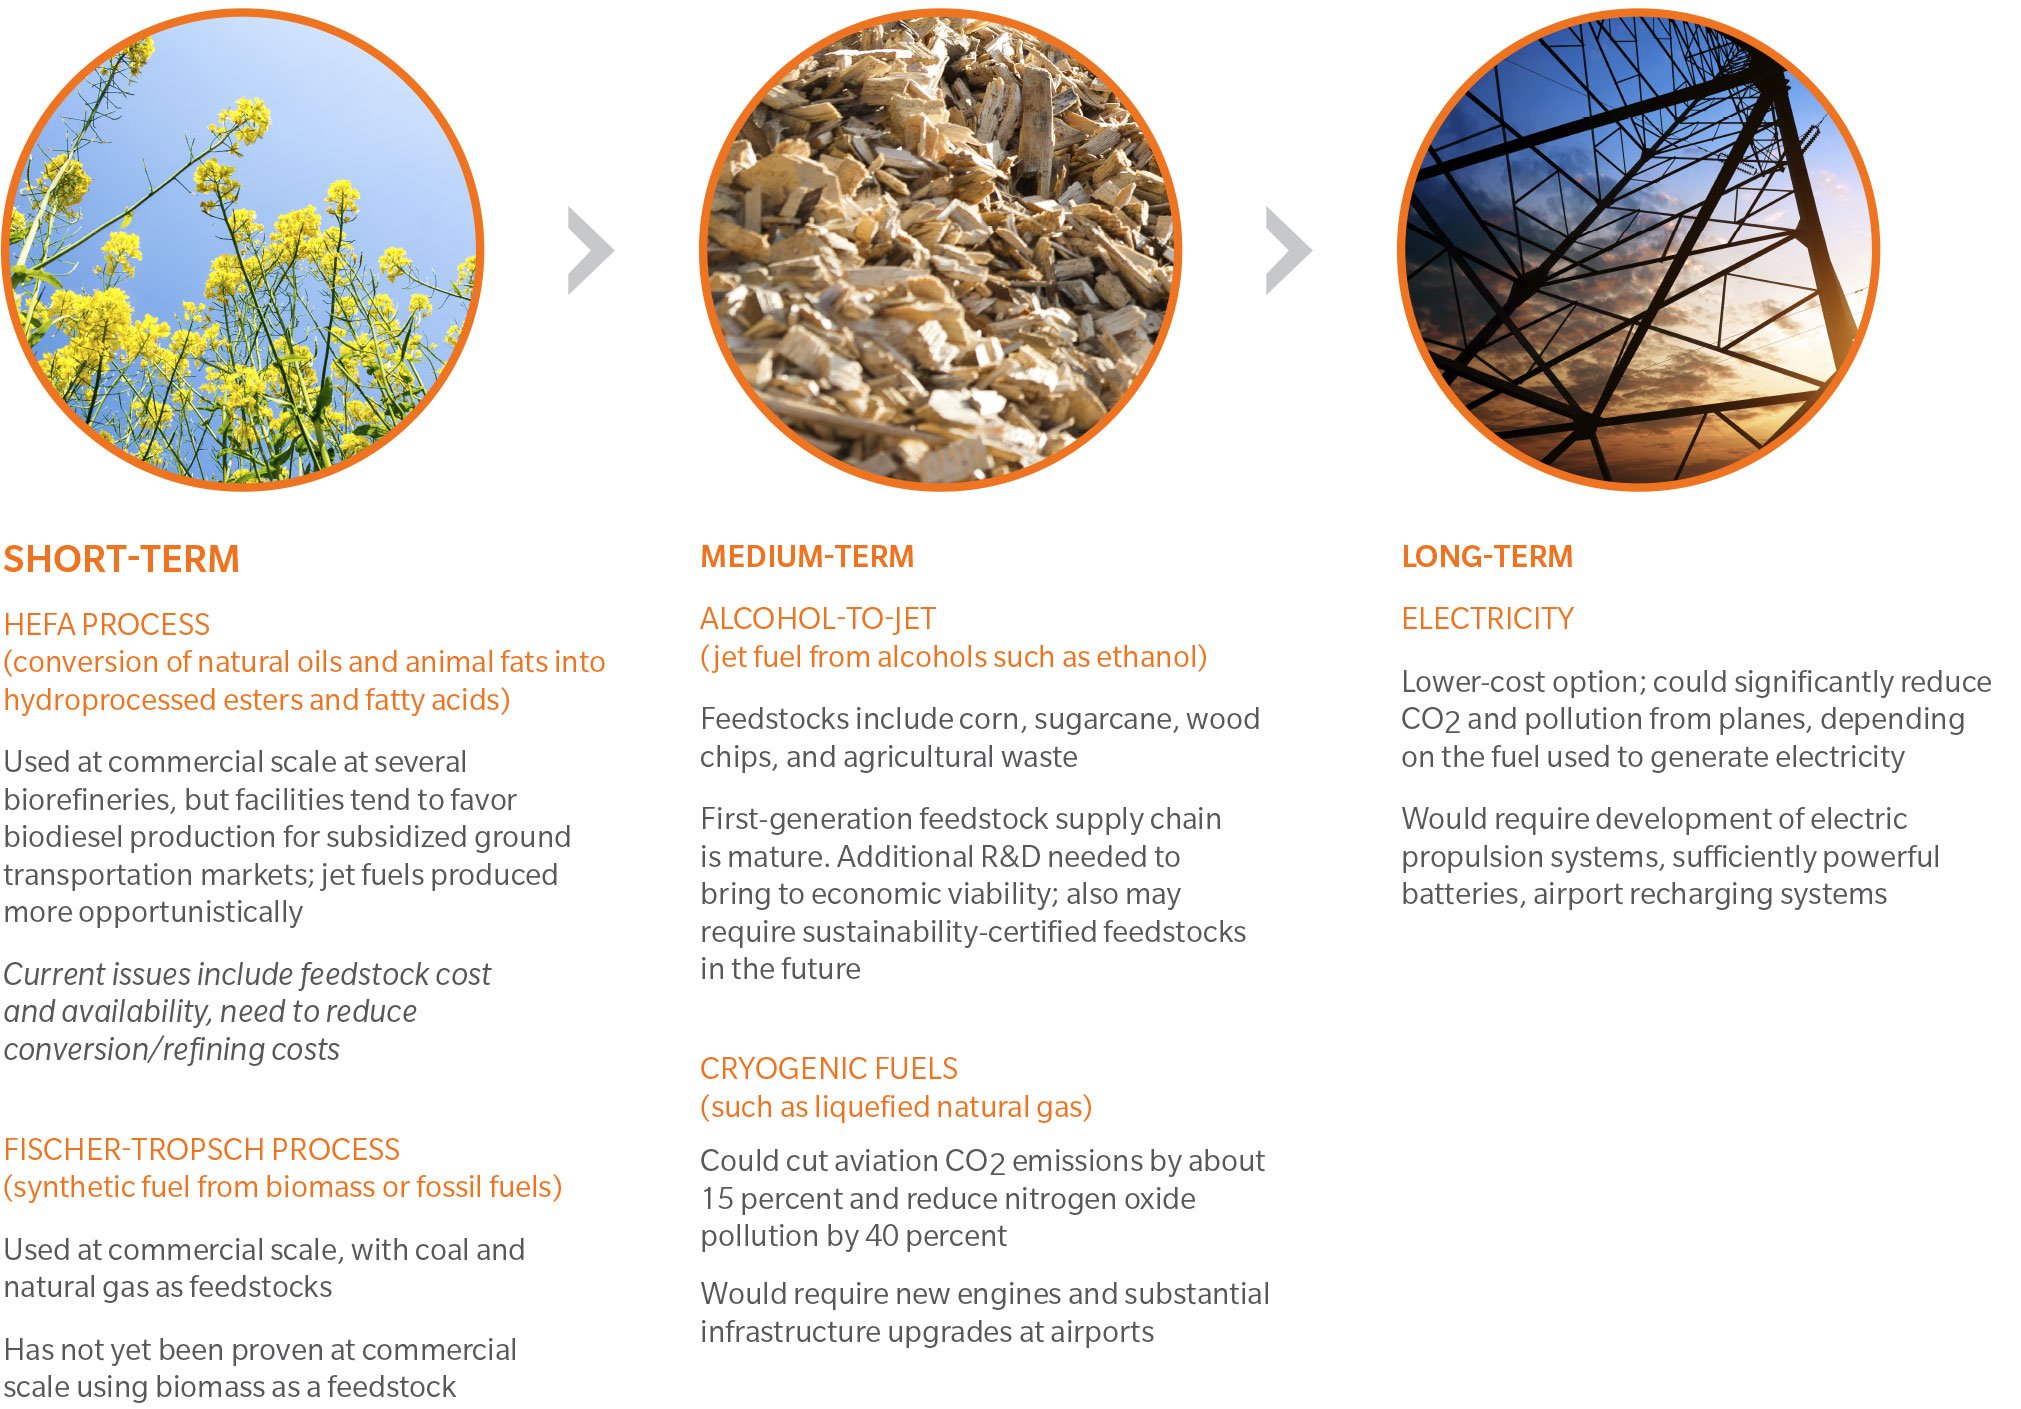 SHORT-TERM
HEFA PROCESS
(conversion of natural oils and animal fats into
hydroprocessed esters and fatty acids)
Used at commercial scale at several
biorefineries, but facilities tend to favor
biodiesel production for subsidized ground
transportation markets; jet fuels produced
more opportunistically
Current issues include feedstock cost
and availability, need to reduce
conversion/refining costs
FISCHER-TROPSCH PROCESS
(synthetic fuel from biomass or fossil fuels)
Used at commercial scale, with coal and
natural gas as feedstocks
Has not yet been proven at commercial
scale using biomass as a feedstock
MEDIUM-TERM
ALCOHOL-TO-JET
(jet fuel from alcohols such as ethanol)
Feedstocks include corn, sugarcane, wood
chips, and agricultural waste
First-generation feedstock supply chain
is mature. Additional R&D needed to
bring to economic viability; also may
require sustainability-certified feedstocks
in the future
CRYOGENIC FUELS
(such as liquefied natural gas)
Could cut aviation CO2 emissions by about
15 percent and reduce nitrogen oxide
pollution by 40 percent
Would require new engines and substantial
infrastructure upgrades at airports
LONG-TERM
ELECTRICITY
Lower-cost option; could significantly reduce
CO2 and pollution from planes, depending
on the fuel used to generate electricity
Would require development of electric
propulsion systems, sufficiently powerful
batteries, airport recharging systems